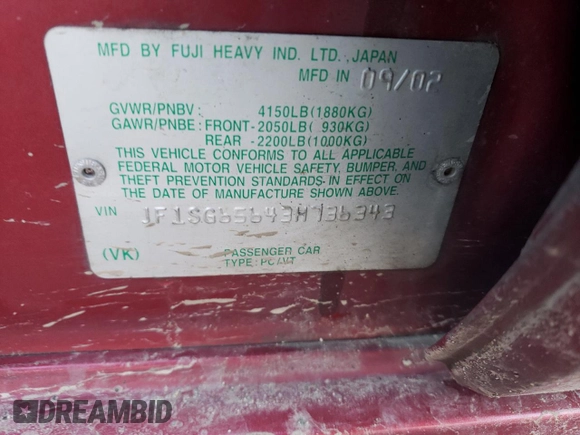 MFD BY FUJI HEAVY IND. LTD. JAPAN
MFD IN 09/02
GVWR/PNBV: 4150LB(1880KG)
GAWR/PNBE: FRONT-2050LB( 930KG)
REAR -2200LB(1000KG)
THIS VEHICLE CONFORMS TO ALL APPLICABLE
FEDERAL MOTOR VEHICLE SAFETY, BUMPER, AND
THEFT PREVENTION STANDARDS IN EFFECT ON
THE DATE OF MANUFACTURE SHOWN ABOVE.
VIN JF1SG65643H736343
(VK) PASSENGER CAR
TYPE:
DREAMBID